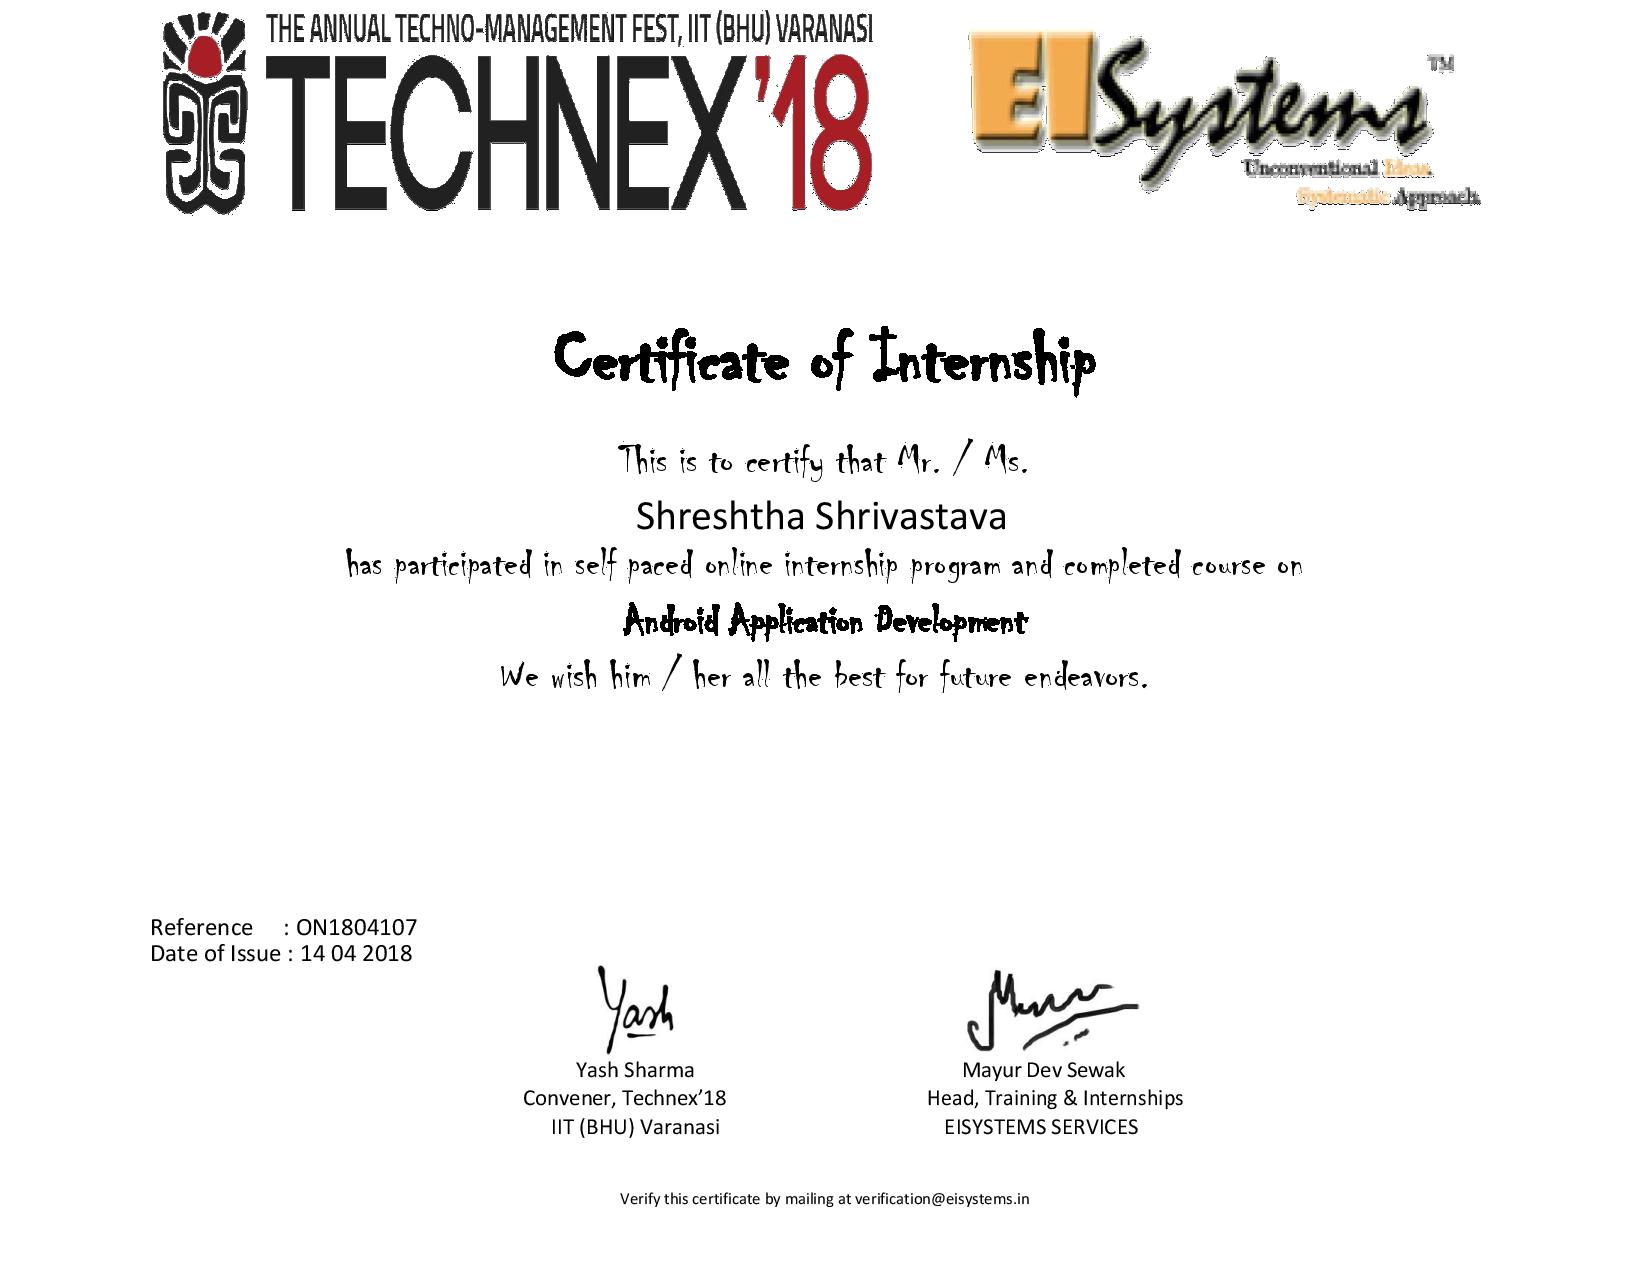 THE ANNUAL TECHNO-MANAGEMENT FEST, IIT (BHU) VARANASI
TECHNEX'18
EISystems™
Unconventional Ideas
Systematic Approach
Certificate of Internship
This is to certify that Mr. / Ms.
Shreshtha Shrivastava
has participated in self paced online internship program and completed course on
Android Application Development
We wish him / her all the best for future endeavors.
Reference : ON1804107
Date of Issue : 14 04 2018
Yash
Yash Sharma
Mayur Dev Sewak
Convener, Technex’18
Head, Training & Internships
IIT (BHU) Varanasi
EISYSTEMS SERVICES
Verify this certificate by mailing at verification@eisystems.in